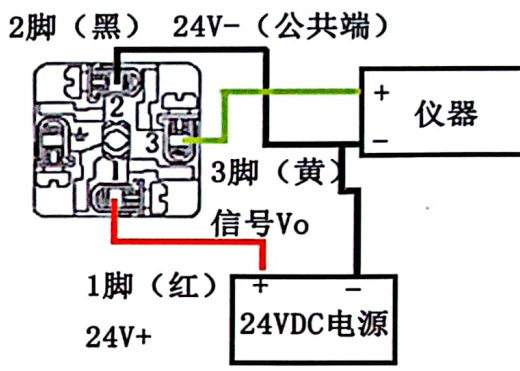 2脚（黑） 24V-（公共端）
2
3
1
+
仪器
−
3脚（黄）
信号Vo
1脚（红）
24V+
+ −
24VDC电源